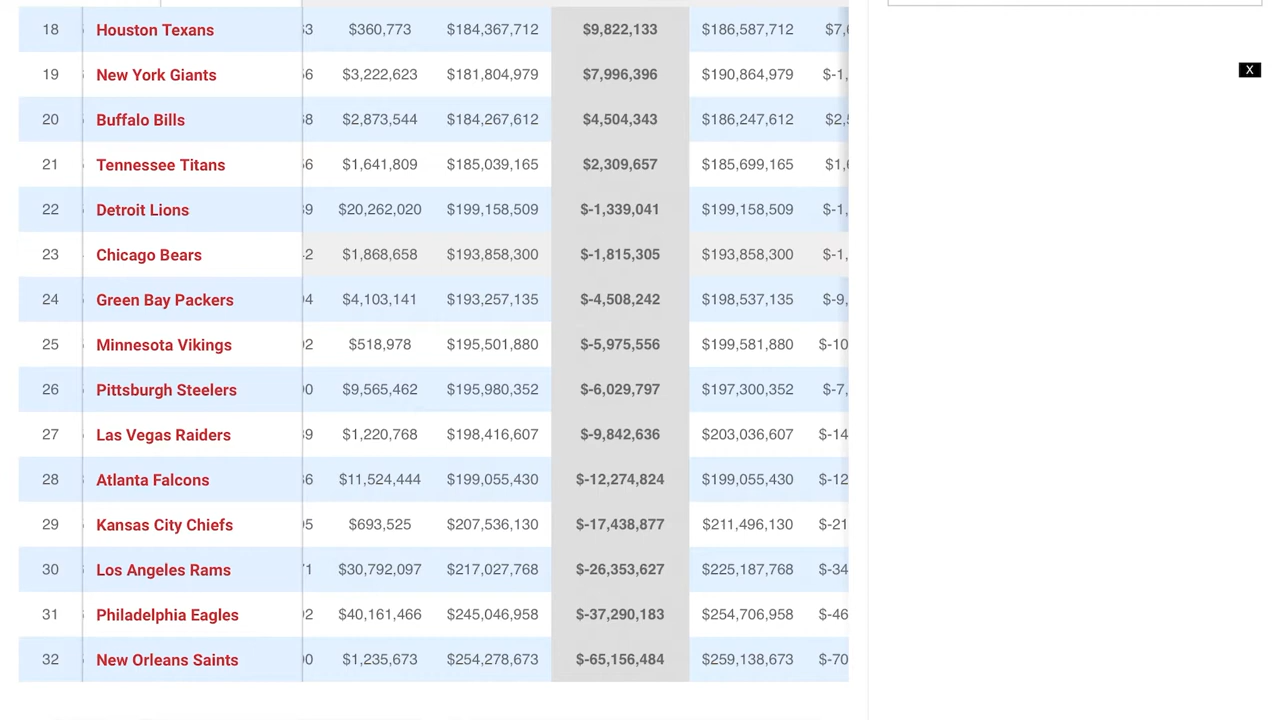 18 Houston Texans $360,773 $184,367,712 $9,822,133 $186,587,712
19 New York Giants $3,222,623 $181,804,979 $7,996,396 $190,864,979 $-1,
X
20 Buffalo Bills $2,873,544 $184,267,612 $4,504,343 $186,247,612
21 Tennessee Titans $1,641,809 $185,039,165 $2,309,657 $185,699,165
22 Detroit Lions $20,262,020 $199,158,509 $-1,339,041 $199,158,509 $-1,
23 Chicago Bears $1,868,658 $193,858,300 $-1,815,305 $193,858,300 $-1,
24 Green Bay Packers $4,103,141 $193,257,135 $-4,508,242 $198,537,135 $-9,
25 Minnesota Vikings $518,978 $195,501,880 $-5,975,556 $199,581,880 $-10
26 Pittsburgh Steelers $9,565,462 $195,980,352 $-6,029,797 $197,300,352 $-7,
27 Las Vegas Raiders $1,220,768 $198,416,607 $-9,842,636 $203,036,607 $-14
28 Atlanta Falcons $11,524,444 $199,055,430 $-12,274,824 $199,055,430 $-12
29 Kansas City Chiefs $693,525 $207,536,130 $-17,438,877 $211,496,130 $-21
30 Los Angeles Rams $30,792,097 $217,027,768 $-26,353,627 $225,187,768 $-34
31 Philadelphia Eagles $40,161,466 $245,046,958 $-37,290,183 $254,706,958 $-46
32 New Orleans Saints $1,235,673 $254,278,673 $-65,156,484 $259,138,673 $-70